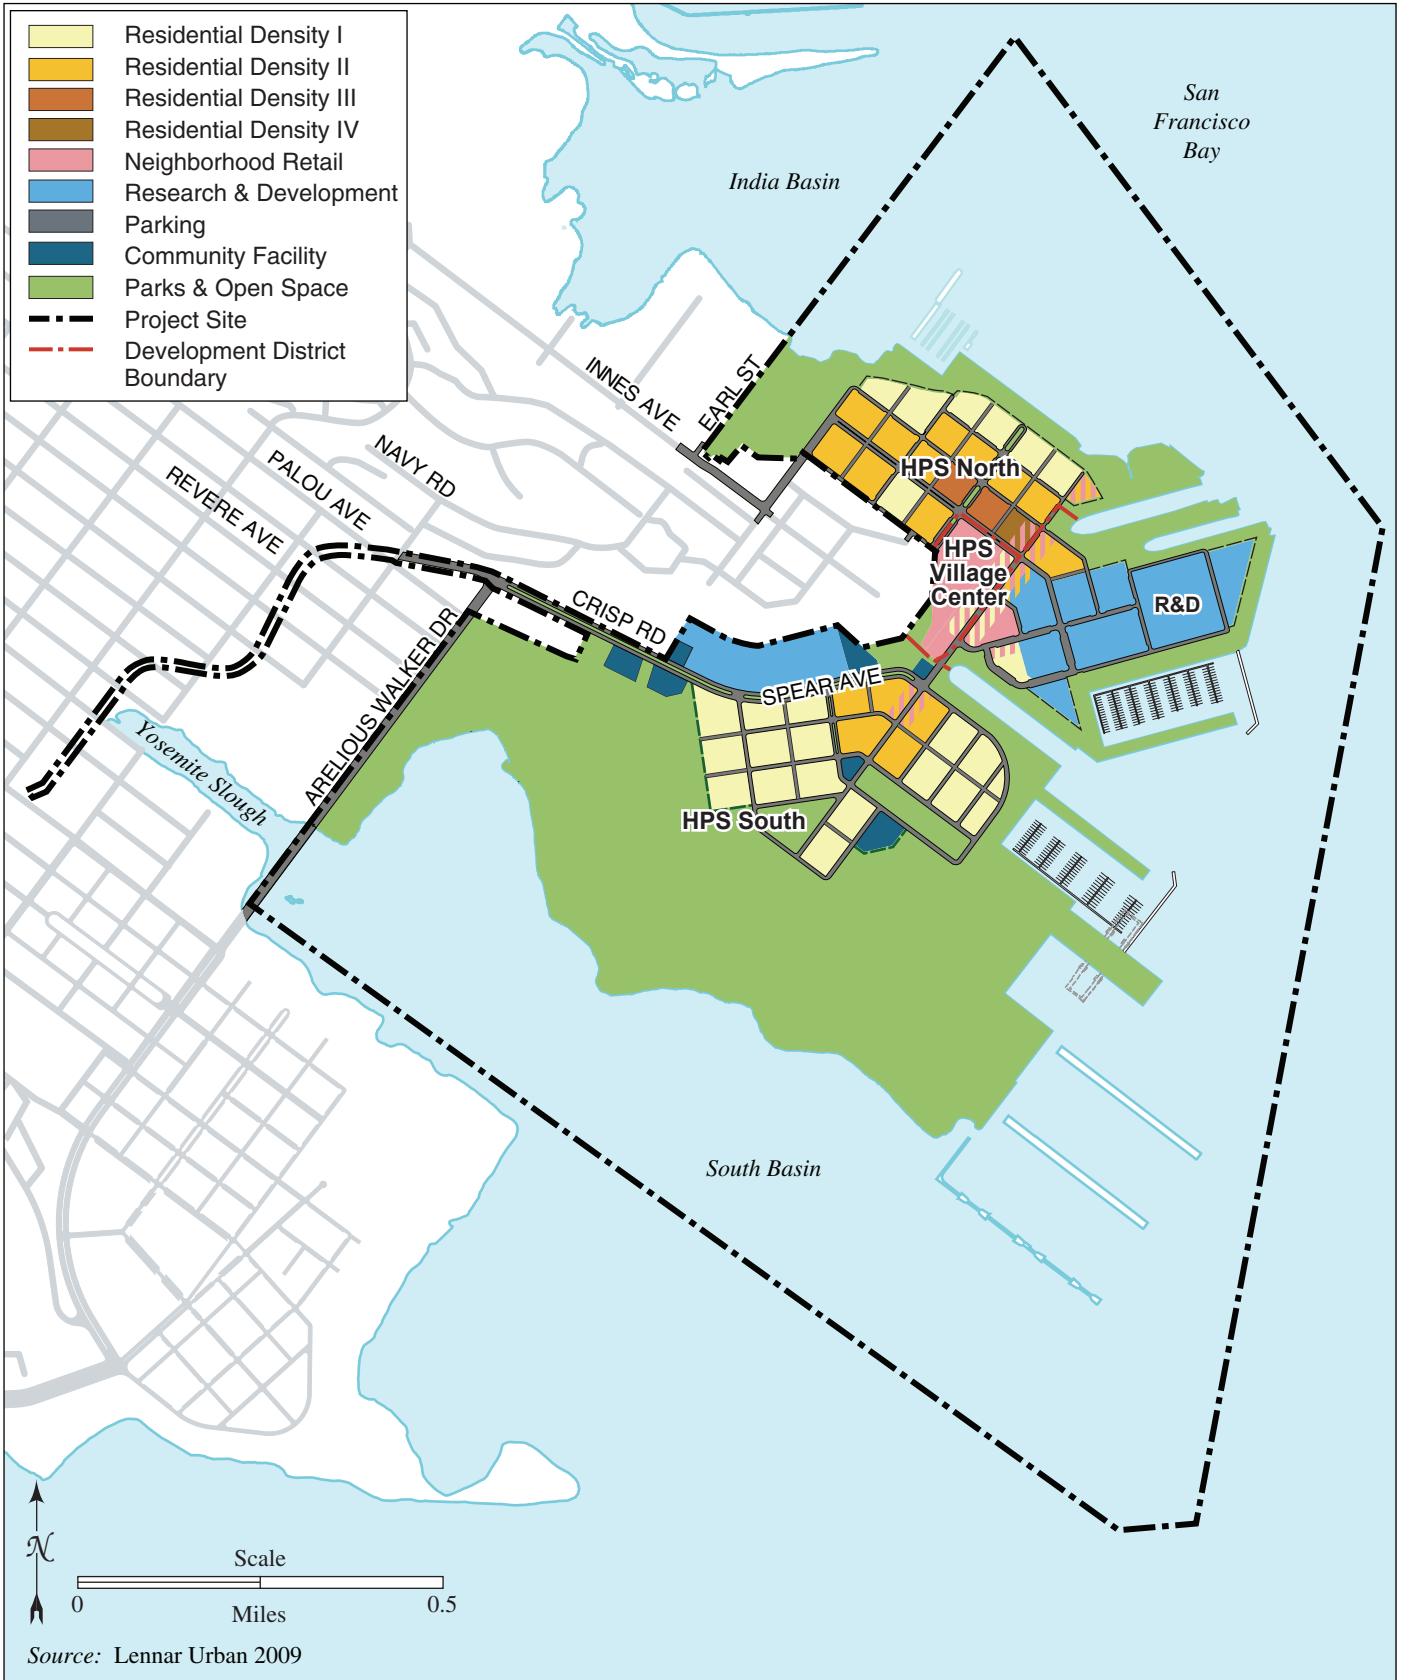 Residential Density I
Residential Density II
Residential Density III
Residential Density IV
Neighborhood Retail
Research & Development
Parking
Community Facility
Parks & Open Space
Project Site
Development District
Boundary
San
Francisco
Bay
India Basin
INNES AVE
EARL ST
NAVY RD
PALOU AVE
REVERE AVE
HPS North
HPS
Village
Center
R&D
CRISP RD
SPEAR AVE
ARELIOUS WALKER DR
Yosemite Slough
HPS South
South Basin
N
Scale
0
0.5
Miles
Source: Lennar Urban 2009